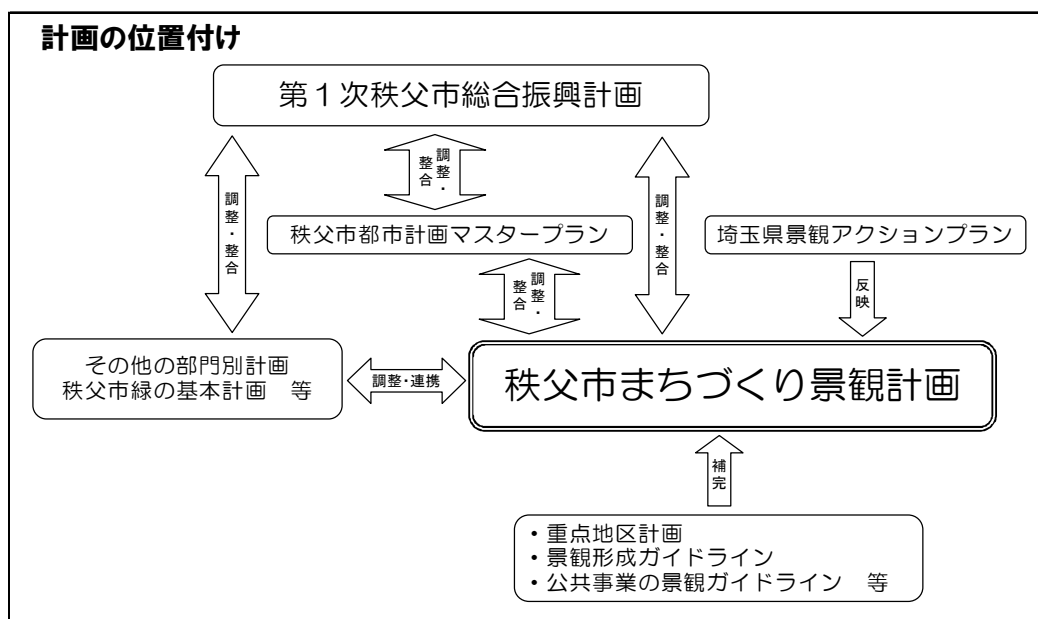 計画の位置付け
第１次秩父市総合振興計画
調整・整合
調整・
整合
調整・整合
秩父市都市計画マスタープラン
埼玉県景観アクションプラン
調整・
整合
反映
その他の部門別計画
秩父市緑の基本計画　等
調整・連携
秩父市まちづくり景観計画
補完
・重点地区計画
・景観形成ガイドライン
・公共事業の景観ガイドライン　等